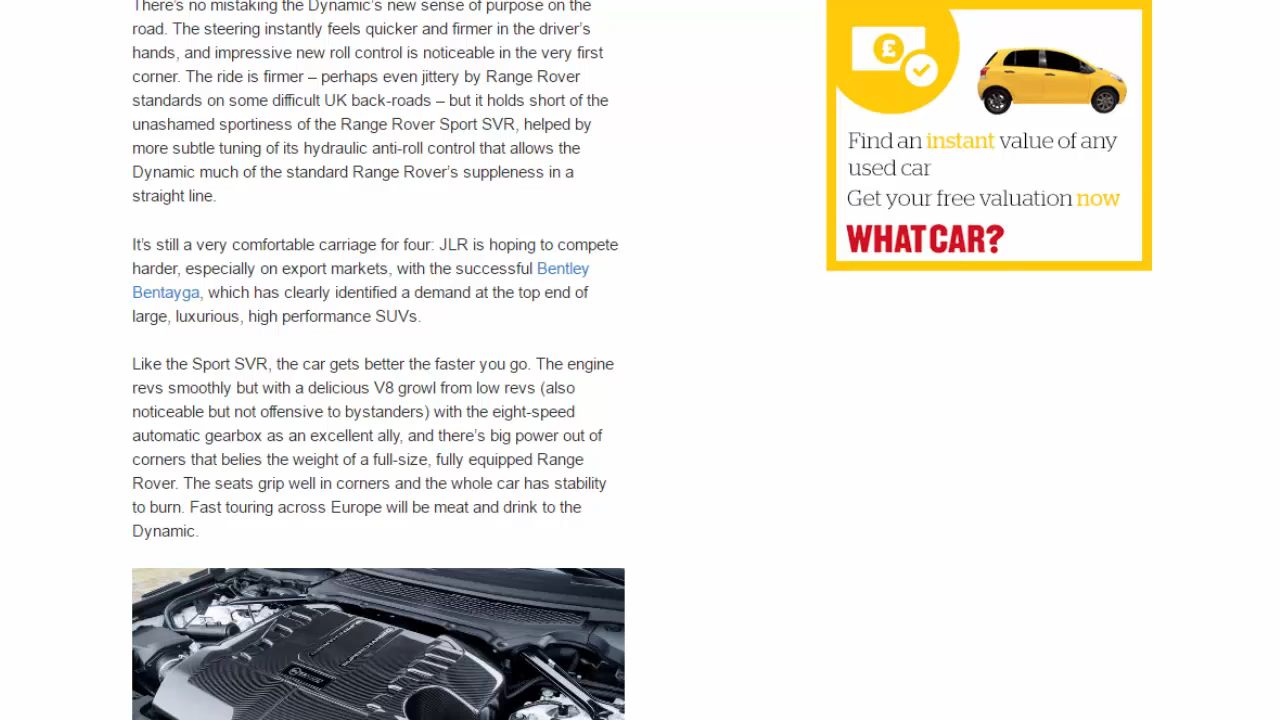 There's no mistaking the Dynamic's new sense of purpose on the
road. The steering instantly feels quicker and firmer in the driver's
hands, and impressive new roll control is noticeable in the very first
corner. The ride is firmer – perhaps even jittery by Range Rover
standards on some difficult UK back-roads – but it holds short of the
unashamed sportiness of the Range Rover Sport SVR, helped by
more subtle tuning of its hydraulic anti-roll control that allows the
Dynamic much of the standard Range Rover's suppleness in a
straight line.
It's still a very comfortable carriage for four: JLR is hoping to compete
harder, especially on export markets, with the successful Bentley
Bentayga, which has clearly identified a demand at the top end of
large, luxurious, high performance SUVs.
Like the Sport SVR, the car gets better the faster you go. The engine
revs smoothly but with a delicious V8 growl from low revs (also
noticeable but not offensive to bystanders) with the eight-speed
automatic gearbox as an excellent ally, and there's big power out of
corners that belies the weight of a full-size, fully equipped Range
Rover. The seats grip well in corners and the whole car has stability
to burn. Fast touring across Europe will be meat and drink to the
Dynamic.
£
Find an instant value of any
used car
Get your free valuation now
WHAT CAR?